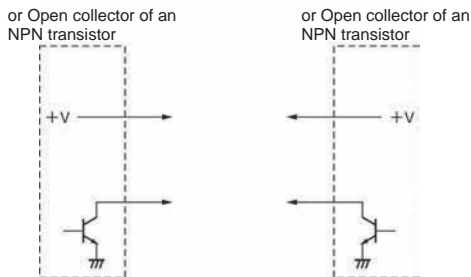 or Open collector of an
NPN transistor
+V
or Open collector of an
NPN transistor
+V